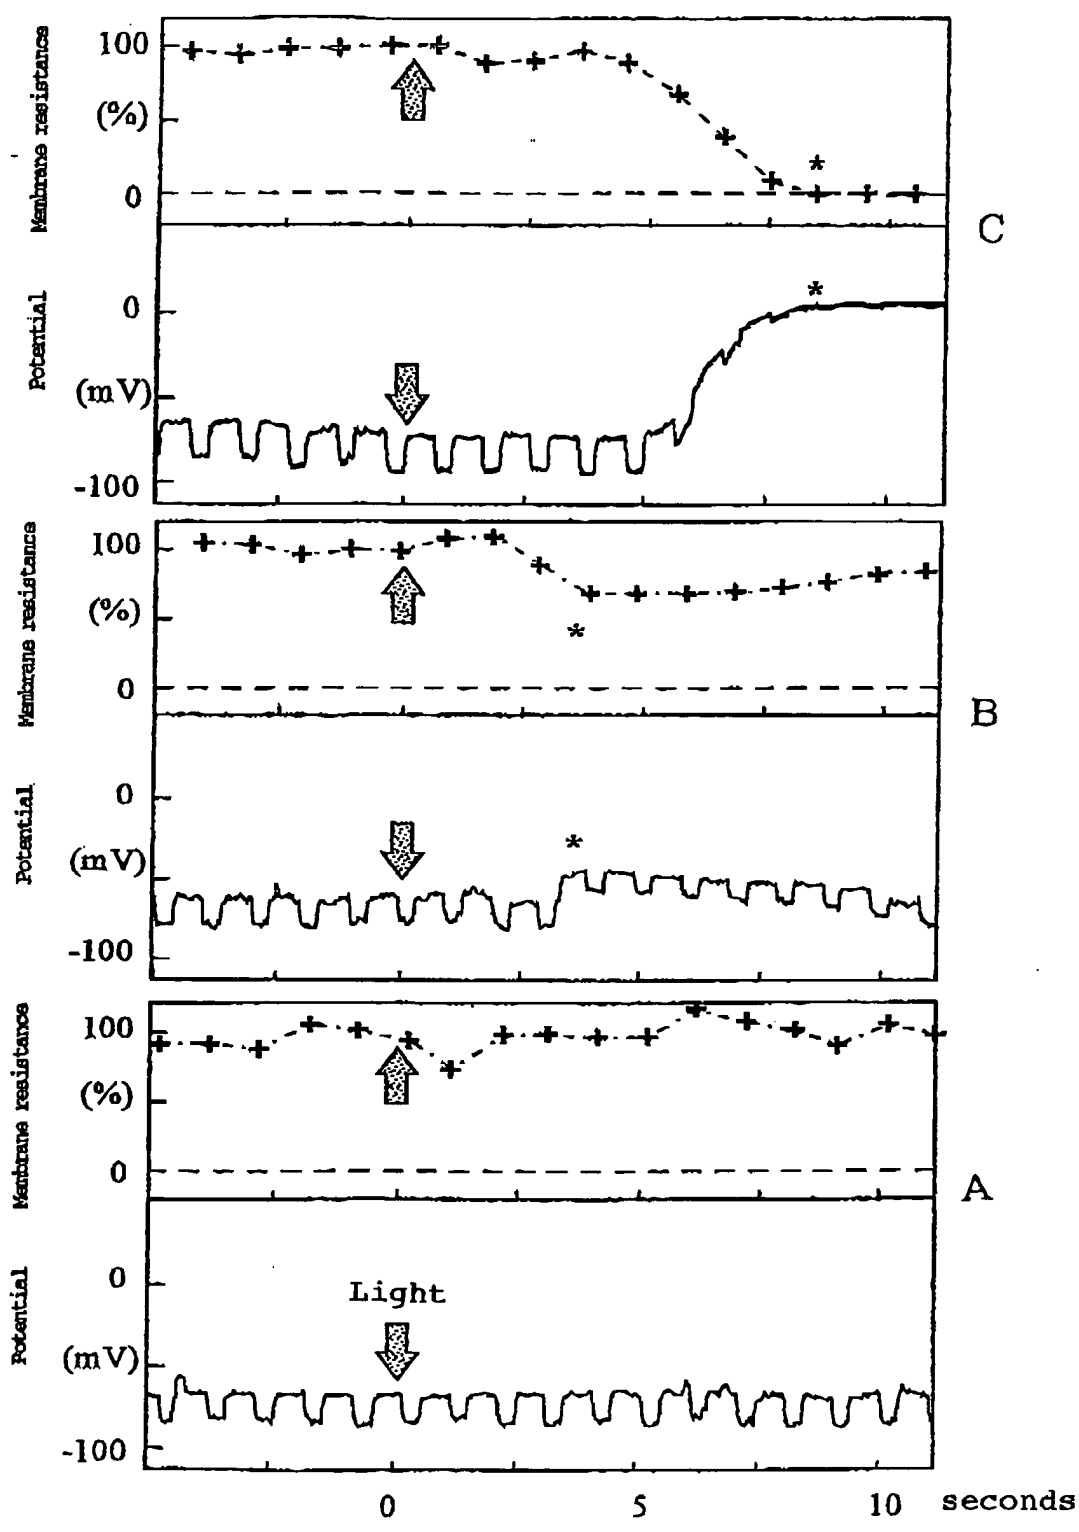 Membrane resistance
100
(%)
0
*
C
Potential
0
(mV)
-100
*
Membrane resistance
100
(%)
0
*
B
Potential
0
(mV)
-100
*
Membrane resistance
100
(%)
0
A
Potential
0
(mV)
-100
Light
0 5 10 seconds